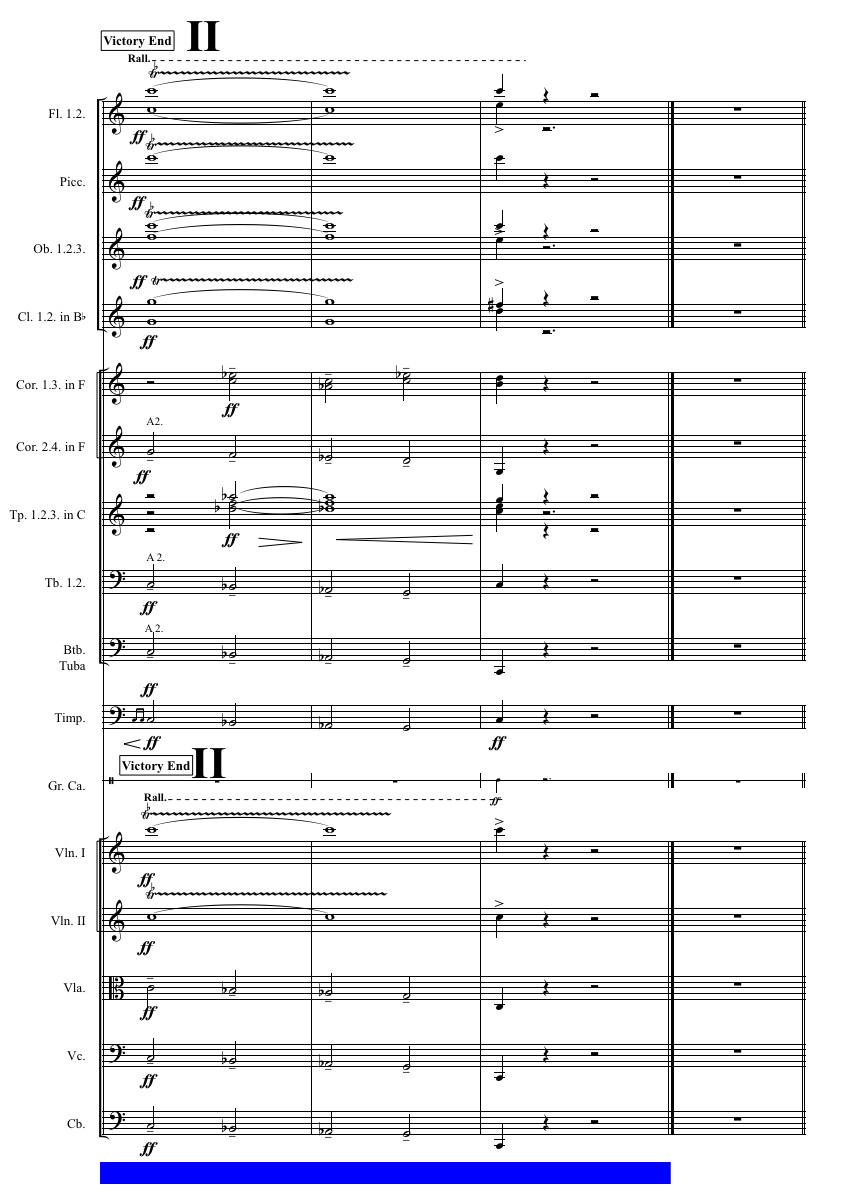 Victory End II
Rall.
Fl. 1.2.
ff
Picc.
ff
Ob. 1.2.3.
ff
Cl. 1.2. in B♭
ff
Cor. 1.3. in F
ff
A2.
Cor. 2.4. in F
ff
Tp. 1.2.3. in C
ff
A 2.
Tb. 1.2.
ff
A 2.
Btb.
Tuba
ff
Timp.
ff ff
Victory End II
Gr. Ca.
Rall. ff
Vln. I
ff
Vln. II
ff
Vla.
ff
Vc.
ff
Cb.
ff